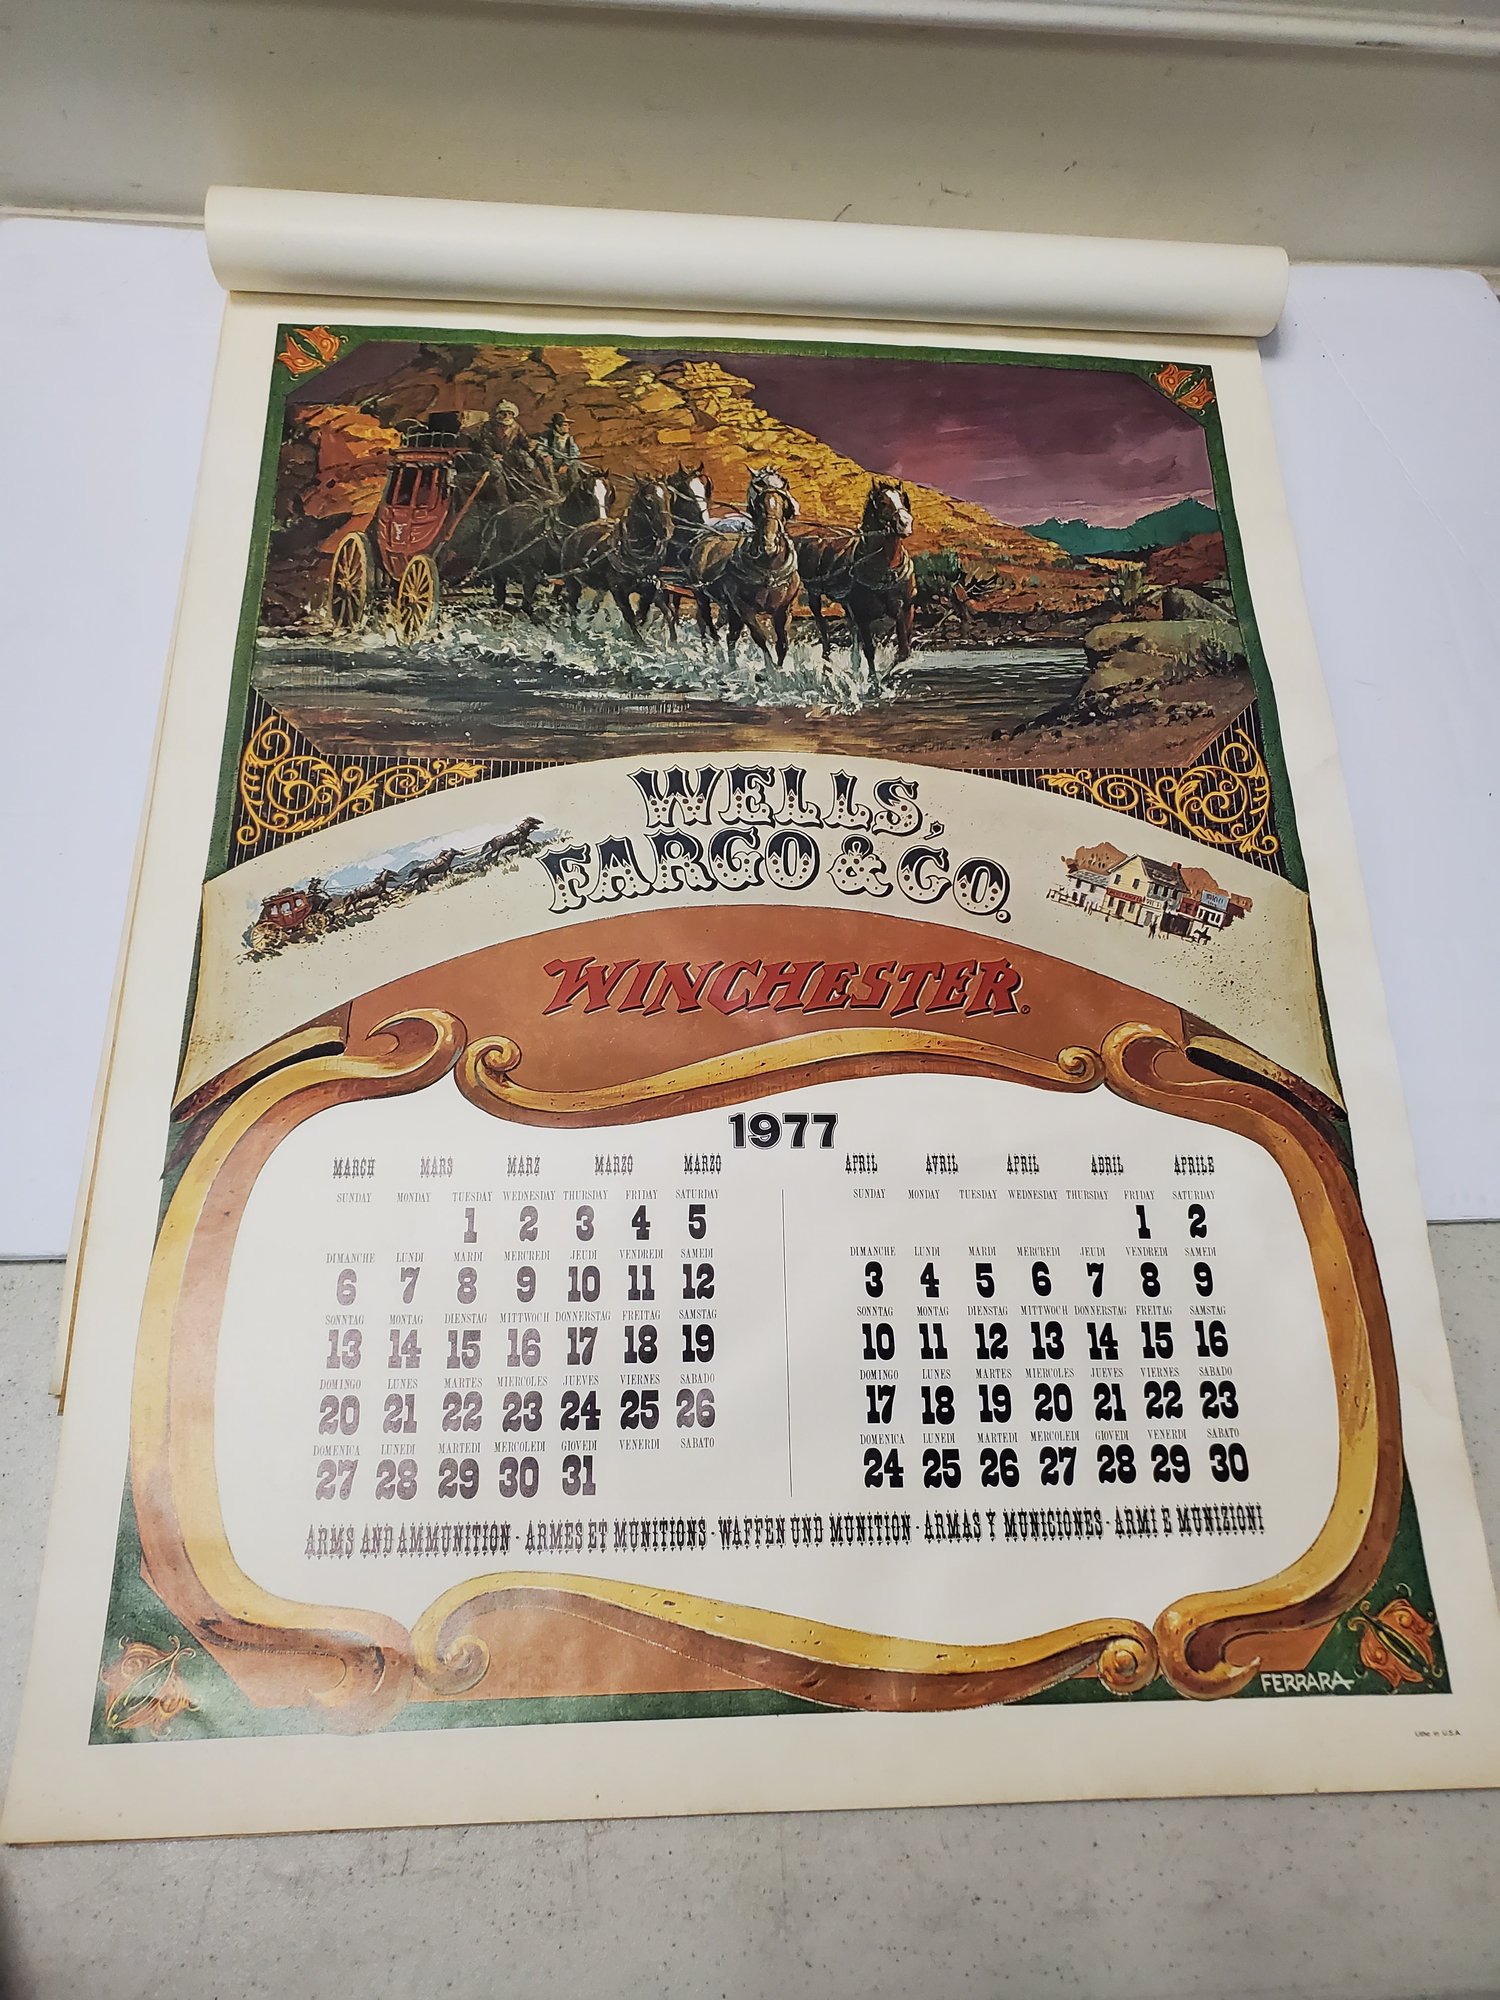 WELLS,
FARGO & CO.
WINCHESTER®
1977
MARCH MARS MARZ MARZO MARZO
SUNDAY MONDAY TUESDAY WEDNESDAY THURSDAY FRIDAY SATURDAY
1 2 3 4 5
DIMANCHE LUNDI MARDI MERCREDI JEUDI VENDREDI SAMEDI
6 7 8 9 10 11 12
SONNTAG MONTAG DIENSTAG MITTWOCH DONNERSTAG FREITAG SAMSTAG
13 14 15 16 17 18 19
DOMINGO LUNES MARTES MIERCOLES JUEVES VIERNES SABADO
20 21 22 23 24 25 26
DOMENICA LUNEDI MARTEDI MERCOLEDI GIOVEDI VENERDI SABATO
27 28 29 30 31
APRIL AVRIL APRIL ABRIL APRILE
SUNDAY MONDAY TUESDAY WEDNESDAY THURSDAY FRIDAY SATURDAY
1 2
DIMANCHE LUNDI MARDI MERCREDI JEUDI VENDREDI SAMEDI
3 4 5 6 7 8 9
SONNTAG MONTAG DIENSTAG MITTWOCH DONNERSTAG FREITAG SAMSTAG
10 11 12 13 14 15 16
DOMINGO LUNES MARTES MIERCOLES JUEVES VIERNES SABADO
17 18 19 20 21 22 23
DOMENICA LUNEDI MARTEDI MERCOLEDI GIOVEDI VENERDI SABATO
24 25 26 27 28 29 30
ARMS AND AMMUNITION - ARMES ET MUNITIONS - WAFFEN UND MUNITION - ARMAS Y MUNICIONES - ARMI E MUNIZIONI
FERRARA
Litho in U.S.A.